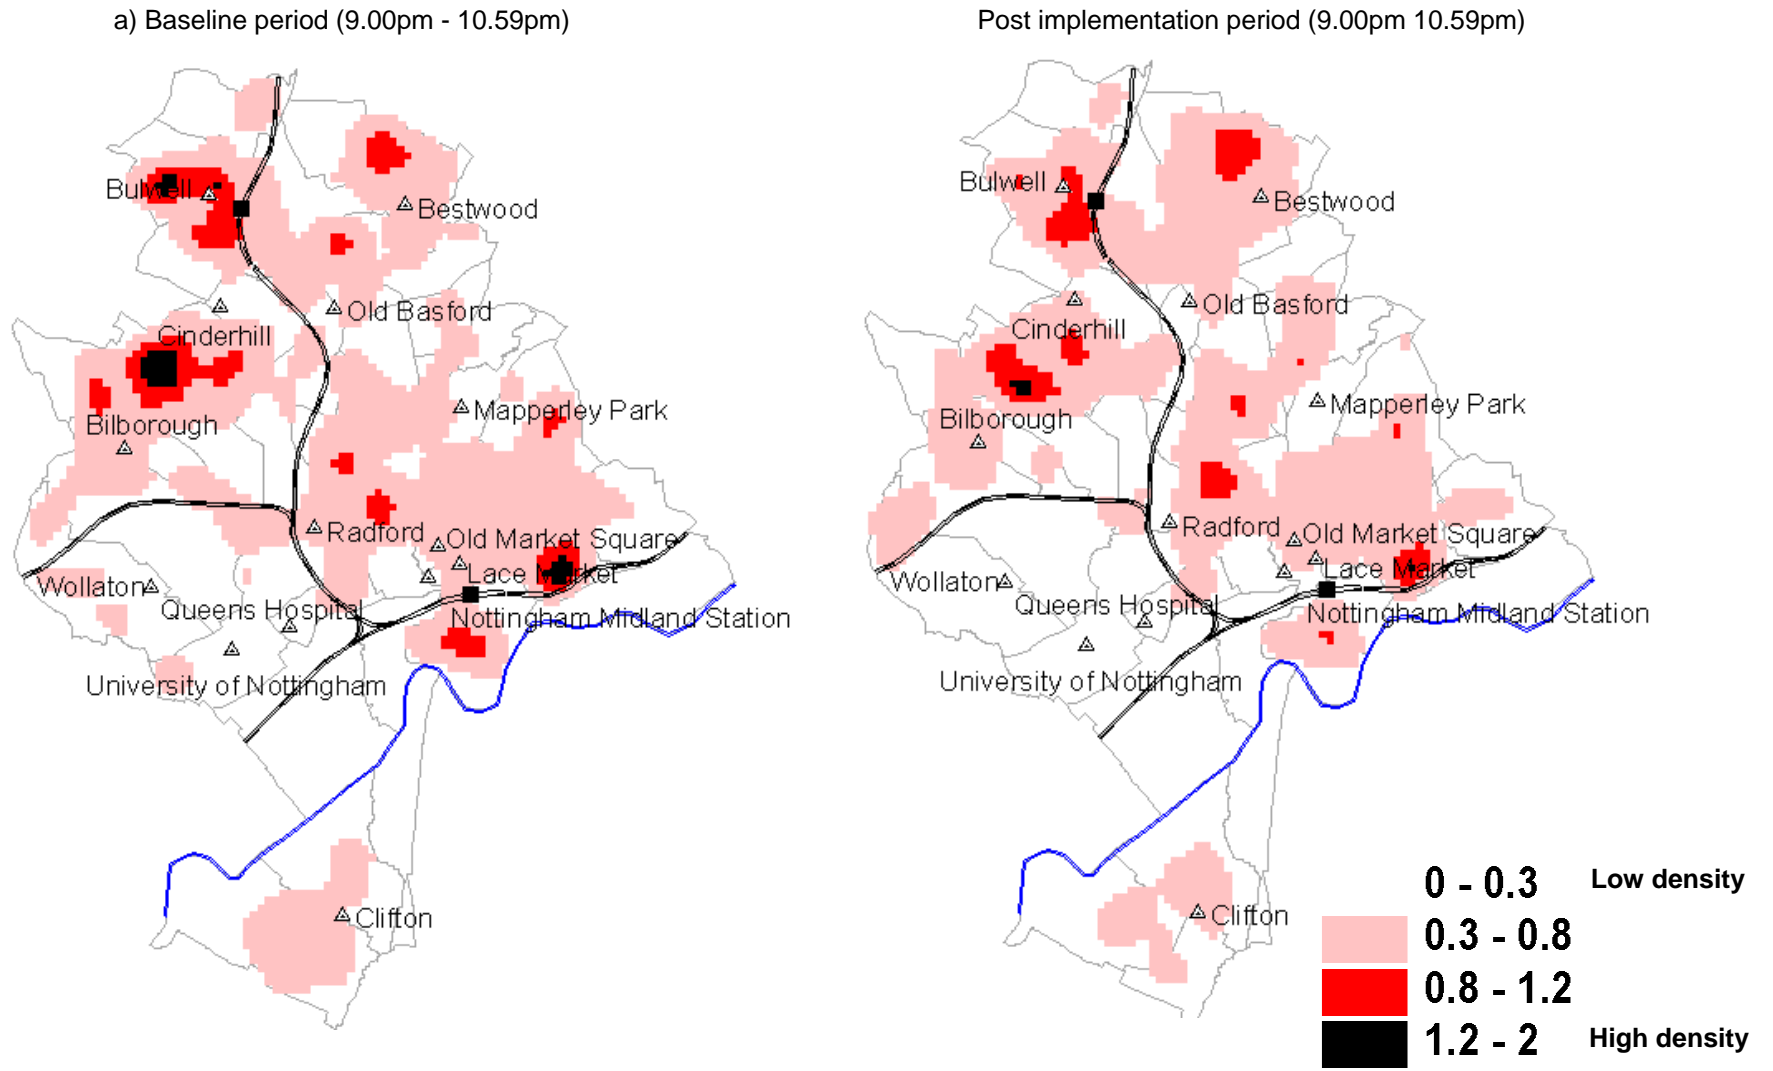 a) Baseline period (9.00pm - 10.59pm)
Bulwell
Bestwood
Old Basford
Cinderhill
Mapperley Park
Bilborough
Radford
Old Market Square
Lace Market
Wollaton
Queens Hospital
Nottingham Midland Station
University of Nottingham
Clifton
Post implementation period (9.00pm 10.59pm)
Bulwell
Bestwood
Old Basford
Cinderhill
Mapperley Park
Bilborough
Radford
Old Market Square
Lace Market
Wollaton
Queens Hospital
Nottingham Midland Station
University of Nottingham
Clifton
0 - 0.3 Low density
0.3 - 0.8
0.8 - 1.2
1.2 - 2 High density